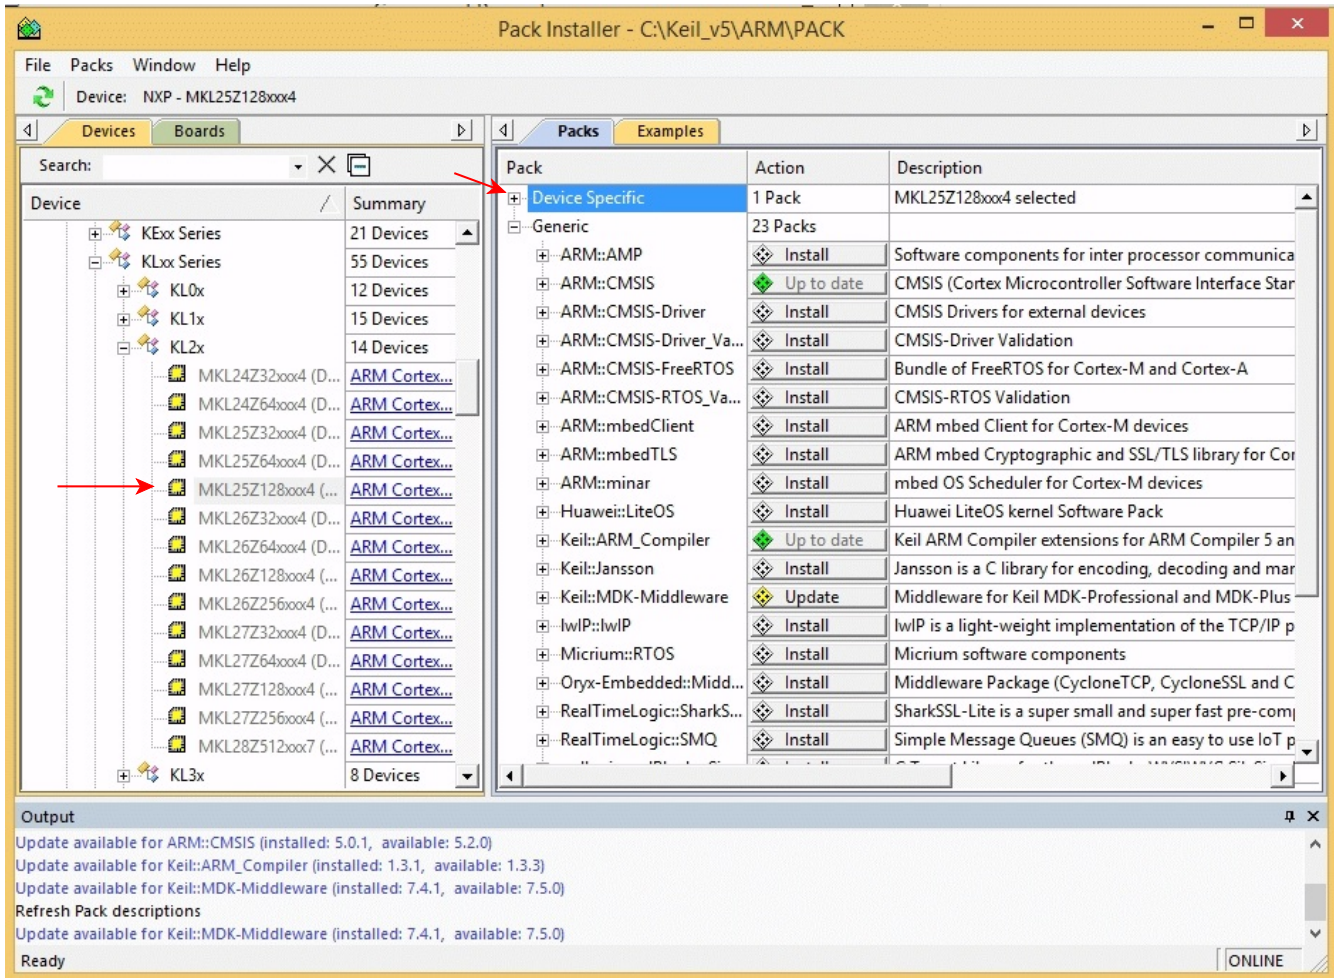 Pack Installer - C:\Keil_v5\ARM\PACK
File Packs Window Help
Device: NXP - MKL25Z128xxx4
Devices Boards
Search:
Device Summary
KExx Series 21 Devices
KLxx Series 55 Devices
KL0x 12 Devices
KL1x 15 Devices
KL2x 14 Devices
MKL24Z32xxx4 (D... ARM Cortex...
MKL24Z64xxx4 (D... ARM Cortex...
MKL25Z32xxx4 (D... ARM Cortex...
MKL25Z64xxx4 (D... ARM Cortex...
MKL25Z128xxx4 (... ARM Cortex...
MKL26Z32xxx4 (D... ARM Cortex...
MKL26Z64xxx4 (D... ARM Cortex...
MKL26Z128xxx4 (... ARM Cortex...
MKL26Z256xxx4 (... ARM Cortex...
MKL27Z32xxx4 (D... ARM Cortex...
MKL27Z64xxx4 (D... ARM Cortex...
MKL27Z128xxx4 (... ARM Cortex...
MKL27Z256xxx4 (... ARM Cortex...
MKL28Z512xxx7 (... ARM Cortex...
KL3x 8 Devices
Packs Examples
Pack Action Description
Device Specific 1 Pack MKL25Z128xxx4 selected
Generic 23 Packs
ARM::AMP Install Software components for inter processor communica
ARM::CMSIS Up to date CMSIS (Cortex Microcontroller Software Interface Stan
ARM::CMSIS-Driver Install CMSIS Drivers for external devices
ARM::CMSIS-Driver_Va... Install CMSIS-Driver Validation
ARM::CMSIS-FreeRTOS Install Bundle of FreeRTOS for Cortex-M and Cortex-A
ARM::CMSIS-RTOS_Va... Install CMSIS-RTOS Validation
ARM::mbedClient Install ARM mbed Client for Cortex-M devices
ARM::mbedTLS Install ARM mbed Cryptographic and SSL/TLS library for Cor
ARM::minar Install mbed OS Scheduler for Cortex-M devices
Huawei::LiteOS Install Huawei LiteOS kernel Software Pack
Keil::ARM_Compiler Up to date Keil ARM Compiler extensions for ARM Compiler 5 an
Keil::Jansson Install Jansson is a C library for encoding, decoding and mar
Keil::MDK-Middleware Update Middleware for Keil MDK-Professional and MDK-Plus
lwIP::lwIP Install lwIP is a light-weight implementation of the TCP/IP p
Micrium::RTOS Install Micrium software components
Oryx-Embedded::Midd... Install Middleware Package (CycloneTCP, CycloneSSL and C
RealTimeLogic::SharkS... Install SharkSSL-Lite is a super small and super fast pre-comp
RealTimeLogic::SMQ Install Simple Message Queues (SMQ) is an easy to use IoT p
Output
Update available for ARM::CMSIS (installed: 5.0.1, available: 5.2.0)
Update available for Keil::ARM_Compiler (installed: 1.3.1, available: 1.3.3)
Update available for Keil::MDK-Middleware (installed: 7.4.1, available: 7.5.0)
Refresh Pack descriptions
Update available for Keil::MDK-Middleware (installed: 7.4.1, available: 7.5.0)
Ready ONLINE